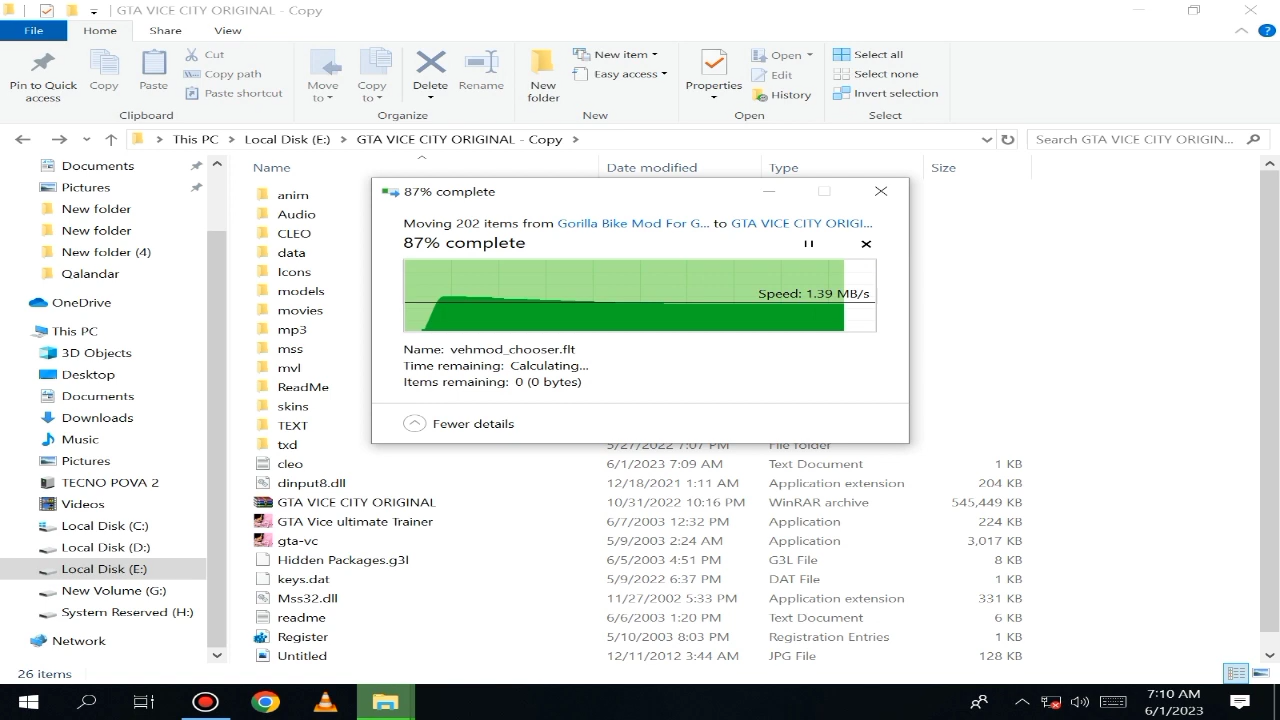 GTA VICE CITY ORIGINAL - Copy
File
Home
Share
View
Pin to Quick access
Copy
Paste
Cut
Copy path
Paste shortcut
Clipboard
Move to
Copy to
Delete
Rename
Organize
New folder
New item
Easy access
New
Properties
Open
Edit
History
Open
Select all
Select none
Invert selection
Select
This PC > Local Disk (E:) > GTA VICE CITY ORIGINAL - Copy >
Search GTA VICE CITY ORIGIN...
Documents
Pictures
New folder
New folder
New folder (4)
Qalandar
OneDrive
This PC
3D Objects
Desktop
Documents
Downloads
Music
Pictures
TECNO POVA 2
Videos
Local Disk (C:)
Local Disk (D:)
Local Disk (E:)
New Volume (G:)
System Reserved (H:)
Network
Name Date modified Type Size
anim
Audio
CLEO
data
Icons
models
movies
mp3
mss
mvl
ReadMe
skins
TEXT
txd 5/27/2022 7:07 PM File folder
cleo 6/1/2023 7:09 AM Text Document 1 KB
dinput8.dll 12/18/2021 1:11 AM Application extension 204 KB
GTA VICE CITY ORIGINAL 10/31/2022 10:16 PM WinRAR archive 545,449 KB
GTA Vice ultimate Trainer 6/7/2003 12:32 PM Application 224 KB
gta-vc 5/9/2003 2:24 AM Application 3,017 KB
Hidden Packages.g3l 6/5/2003 4:51 PM G3L File 8 KB
keys.dat 5/9/2022 6:37 PM DAT File 1 KB
Mss32.dll 11/27/2002 5:33 PM Application extension 331 KB
readme 6/6/2003 1:20 PM Text Document 6 KB
Register 5/10/2003 8:03 PM Registration Entries 1 KB
Untitled 12/11/2012 3:44 AM JPG File 128 KB
87% complete
Moving 202 items from Gorilla Bike Mod For G... to GTA VICE CITY ORIGI...
87% complete
Speed: 1.39 MB/s
Name: vehmod_chooser.flt
Time remaining: Calculating...
Items remaining: 0 (0 bytes)
Fewer details
26 items
7:10 AM
6/1/2023